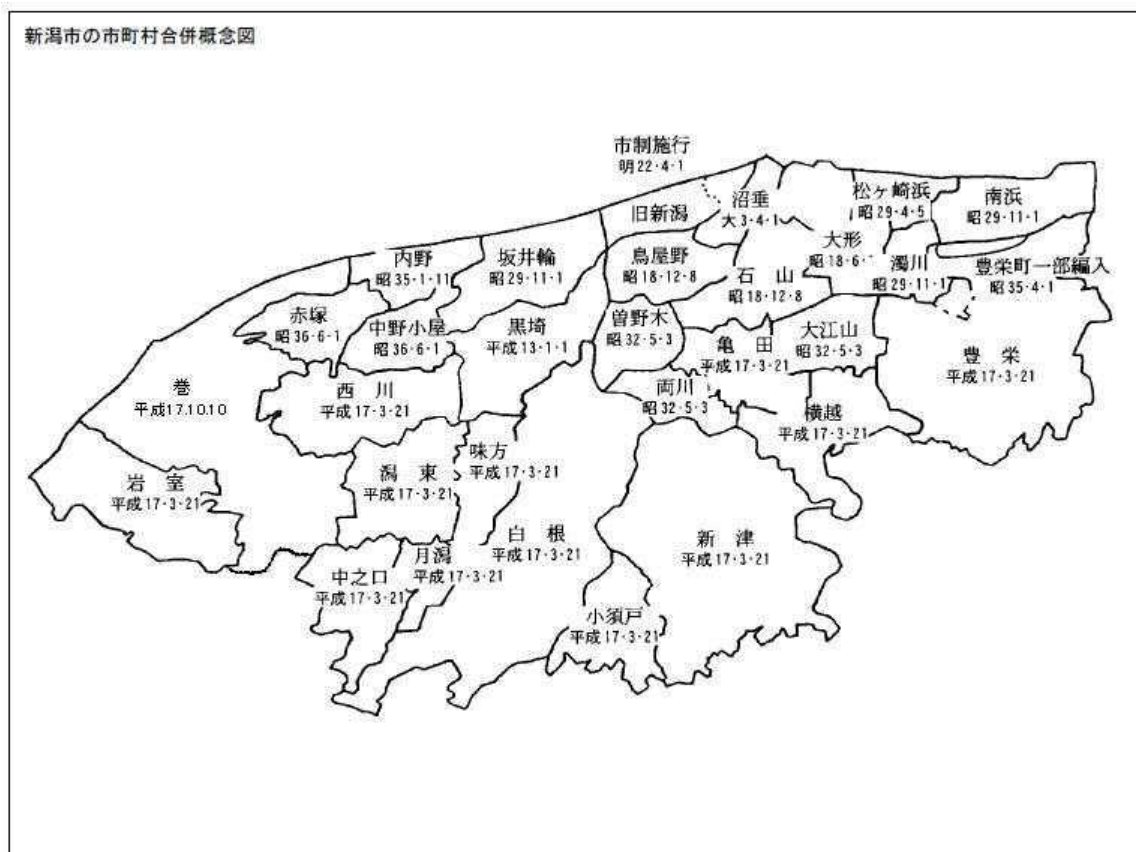 新潟市の市町村合併概念図
市制施行
明22・4・1
旧新潟
沼垂
大3・4・1
松ヶ崎浜
昭29・4・5
南浜
昭29・11・1
内野
昭35・1・11
坂井輪
昭29・11・1
鳥屋野
昭18・12・8
石山
昭18・12・8
大形
昭18・6・1
濁川
昭29・11・1
豊栄町一部編入
昭35・4・1
赤塚
昭36・6・1
中野小屋
昭36・6・1
黒埼
平成13・1・1
曽野木
昭32・5・3
亀田
平成17・3・21
大江山
昭32・5・3
豊栄
平成17・3・21
巻
平成17.10.10
西川
平成17・3・21
両川
昭32・5・3
横越
平成17・3・21
岩室
平成17・3・21
潟東
平成17・3・21
味方
平成17・3・21
白根
平成17・3・21
新津
平成17・3・21
中之口
平成17・3・21
月潟
平成17・3・21
小須戸
平成17・3・21